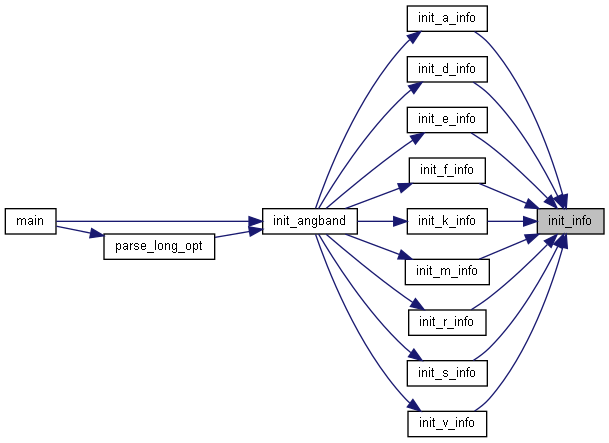 init_a_info
init_d_info
init_e_info
init_f_info
main
init_angband
init_k_info
init_info
parse_long_opt
init_m_info
init_r_info
init_s_info
init_v_info